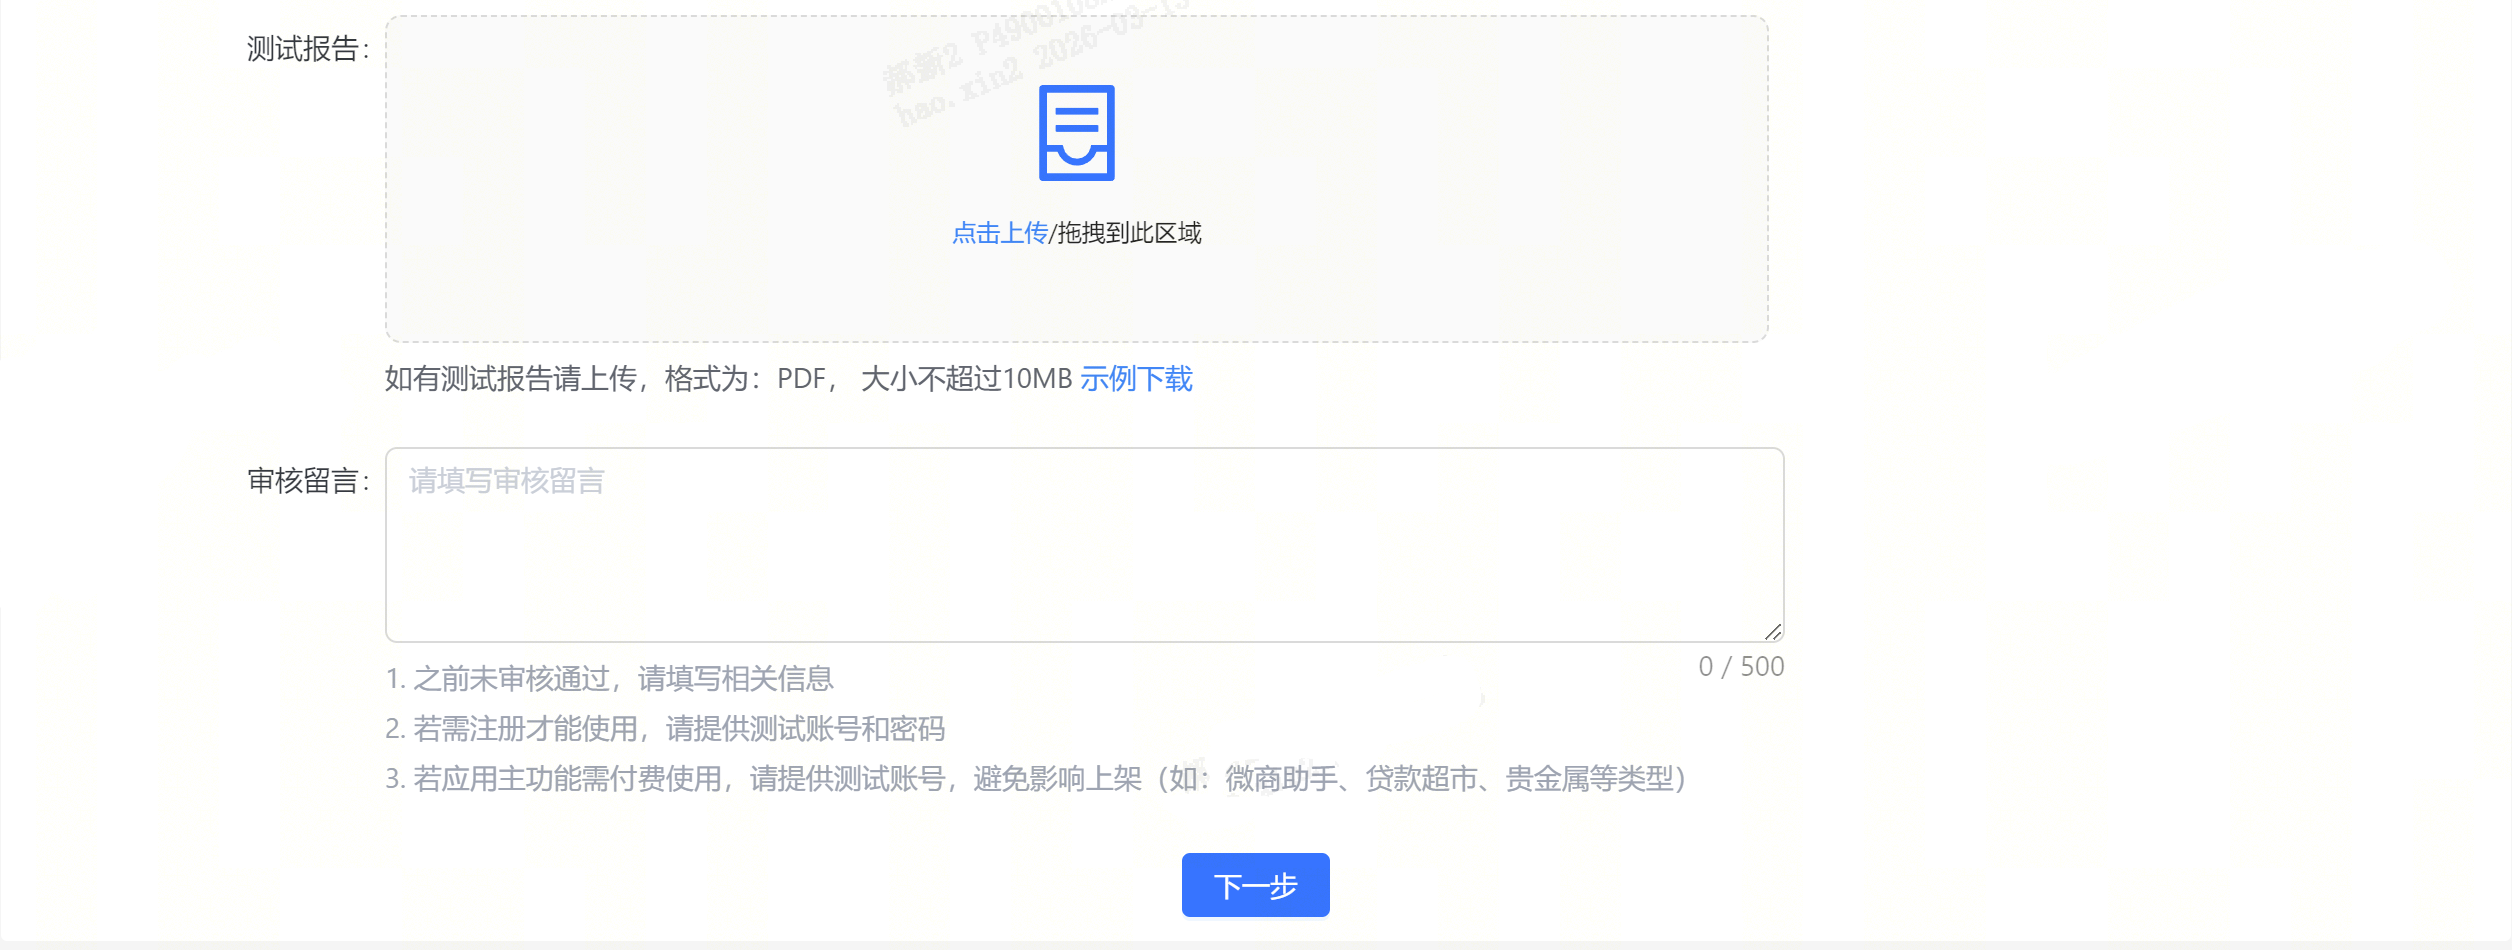 测试报告：
点击上传/拖拽到此区域
如有测试报告请上传，格式为：PDF， 大小不超过10MB 示例下载
审核留言：
请填写审核留言
0 / 500
1. 之前未审核通过，请填写相关信息
2. 若需注册才能使用，请提供测试账号和密码
3. 若应用主功能需付费使用，请提供测试账号，避免影响上架（如：微商助手、贷款超市、贵金属等类型）
下一步